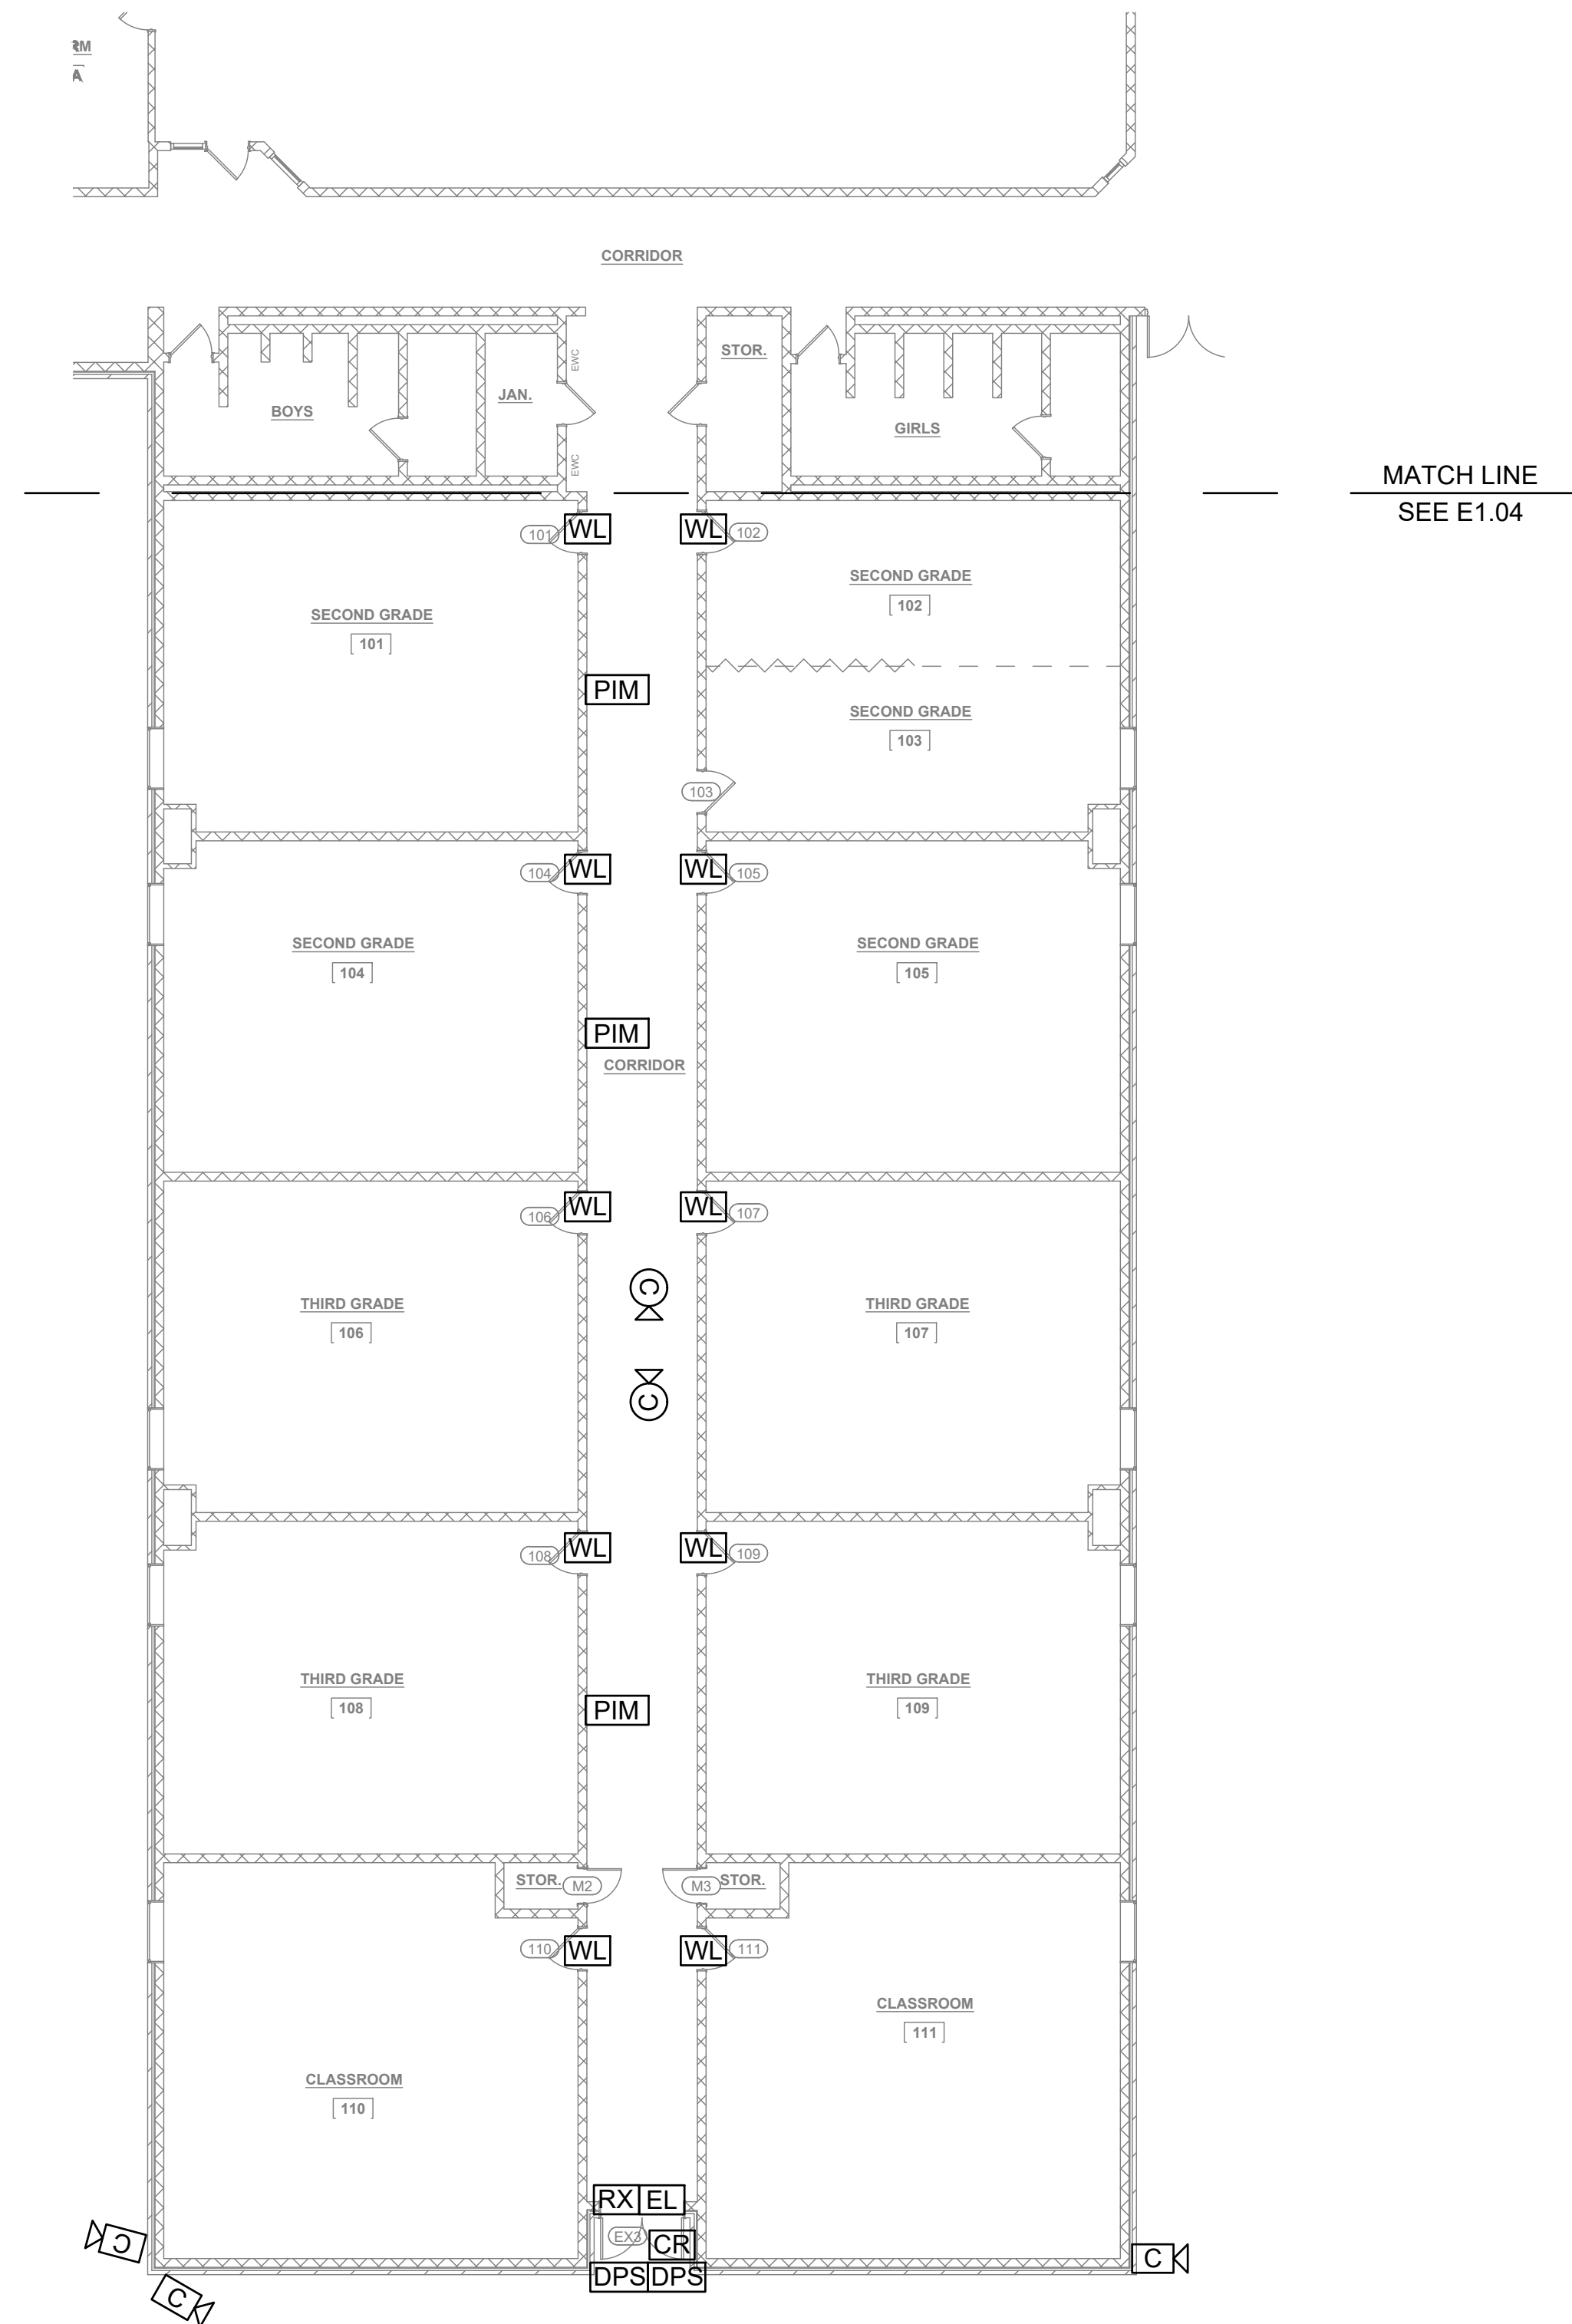 RM
A
CORRIDOR
STOR.
EWC
JAN.
BOYS
GIRLS
EWC
MATCH LINE
SEE E1.04
101
WL
WL
102
SECOND GRADE
102
SECOND GRADE
101
PIM
SECOND GRADE
103
103
104
WL
WL
105
SECOND GRADE
104
SECOND GRADE
105
PIM
CORRIDOR
106
WL
WL
107
C
THIRD GRADE
106
THIRD GRADE
107
C
108
WL
WL
109
THIRD GRADE
108
THIRD GRADE
109
PIM
STOR.
M2
M3
STOR.
110
WL
WL
111
CLASSROOM
111
CLASSROOM
110
RX
EL
EX3
CR
C
C
DPS
DPS
C